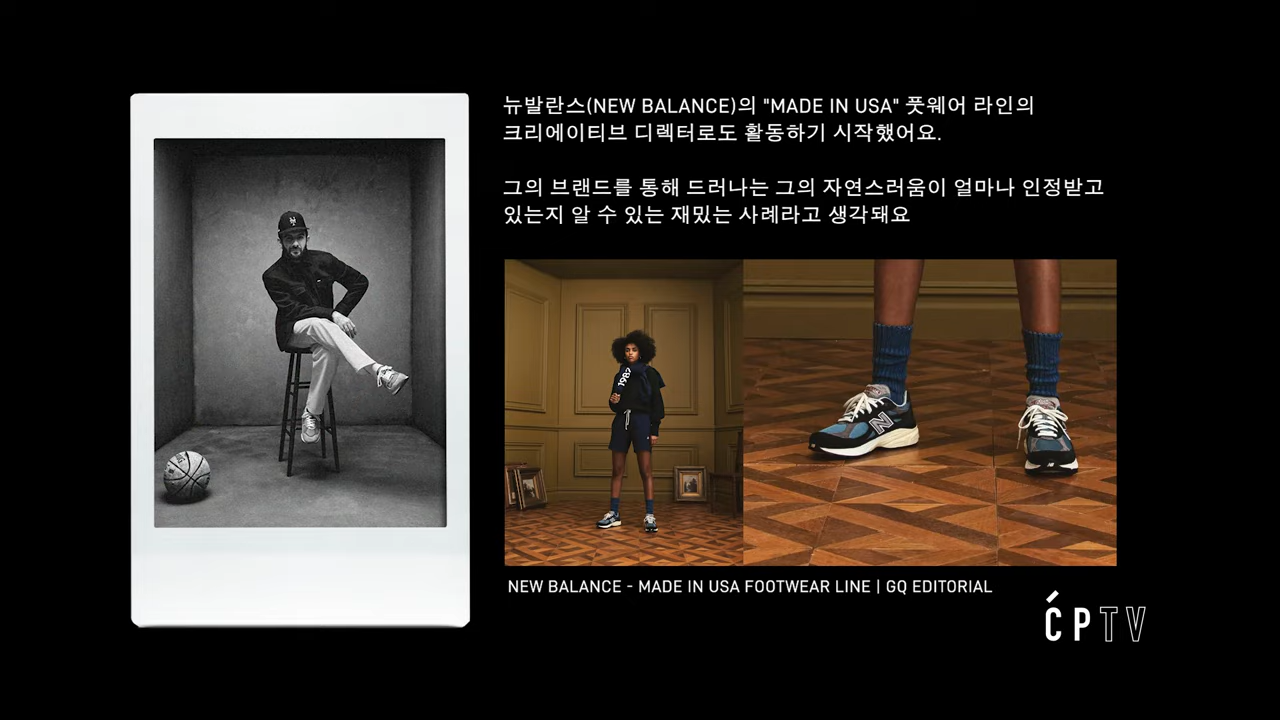 뉴발란스(NEW BALANCE)의 "MADE IN USA" 풋웨어 라인의
크리에이티브 디렉터로도 활동하기 시작했어요.
그의 브랜드를 통해 드러나는 그의 자연스러움이 얼마나 인정받고
있는지 알 수 있는 재밌는 사례라고 생각돼요
1982
N
NEW BALANCE - MADE IN USA FOOTWEAR LINE | GQ EDITORIAL
ĆPTV